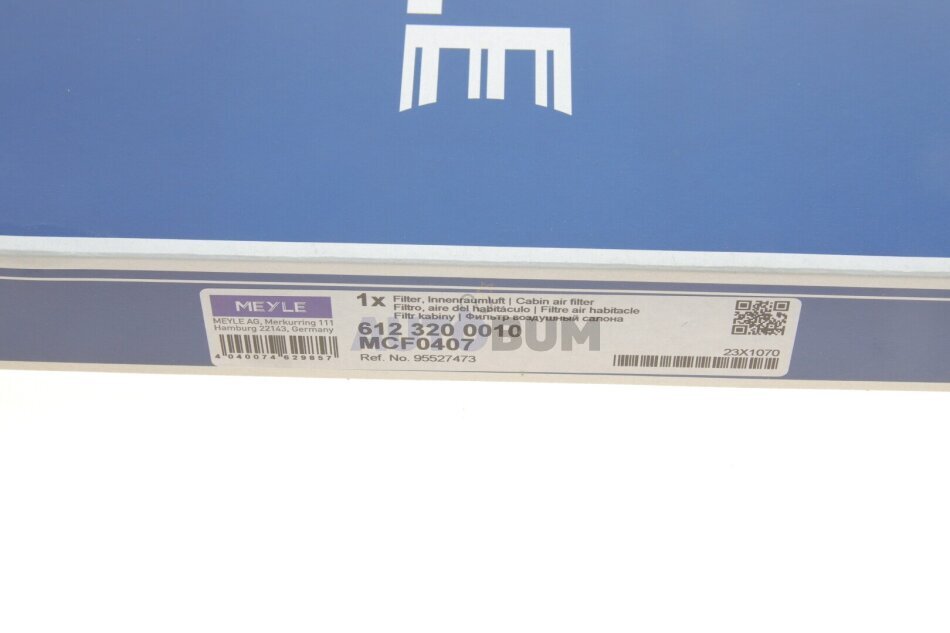 E
MEYLE
MEYLE AG, Merkurring 111
Hamburg 22143, Germany
4 040074 629857
1x Filter, Innenraumluft | Cabin air filter
Filtro, aire del habitáculo | Filtre air habitacle
Filtr kabiny | Фильтр воздушный салона
612 320 0010
MCF0407
Ref. No. 95527473
23X1070
AUTOBUM